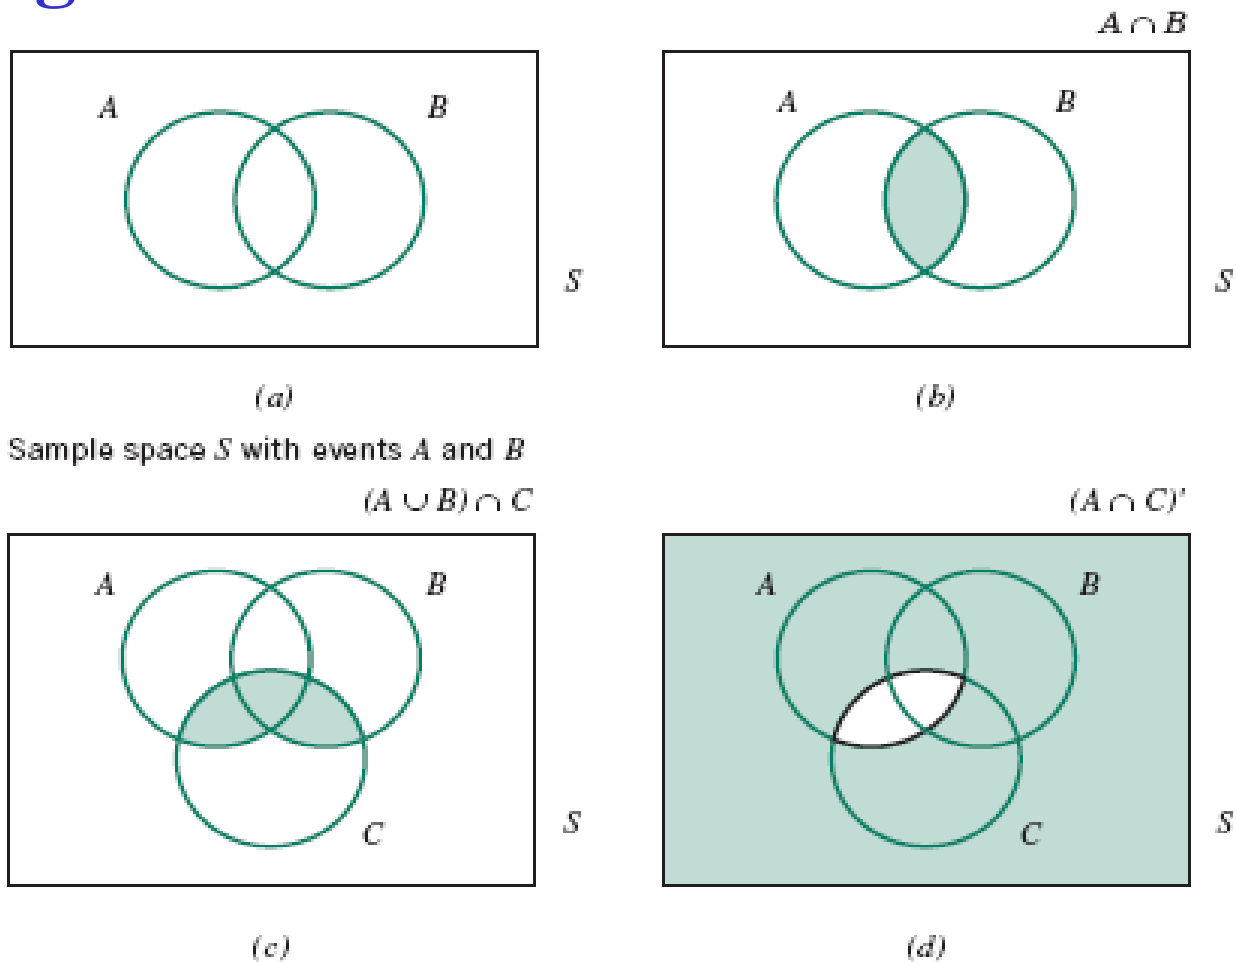 g
A ∩ B
A B
S
(a)
A B
S
(b)
Sample space S with events A and B
(A ∪ B) ∩ C
A B
C
S
(c)
(A ∩ C)'
A B
C
S
(d)